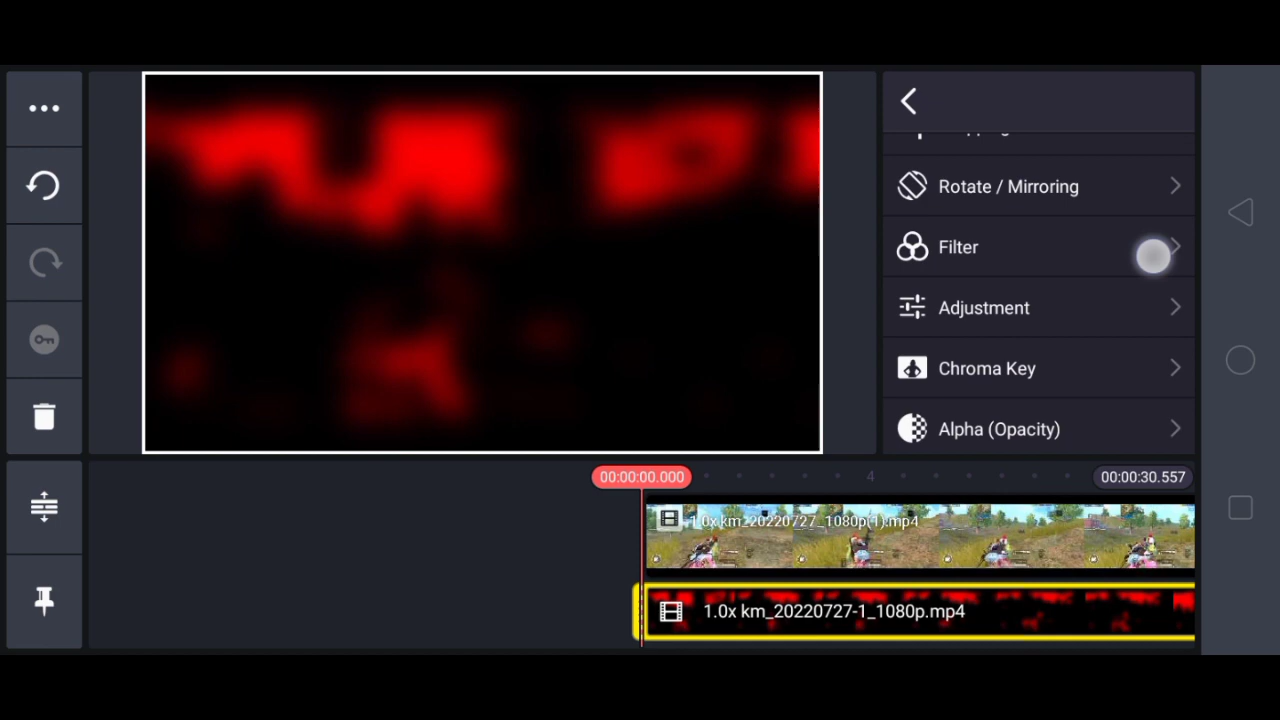 Rotate / Mirroring
Filter
Adjustment
Chroma Key
Alpha (Opacity)
00:00:00.000
4
00:00:30.557
1.0x km_20220727_1080p(1).mp4
1.0x km_20220727-1_1080p.mp4